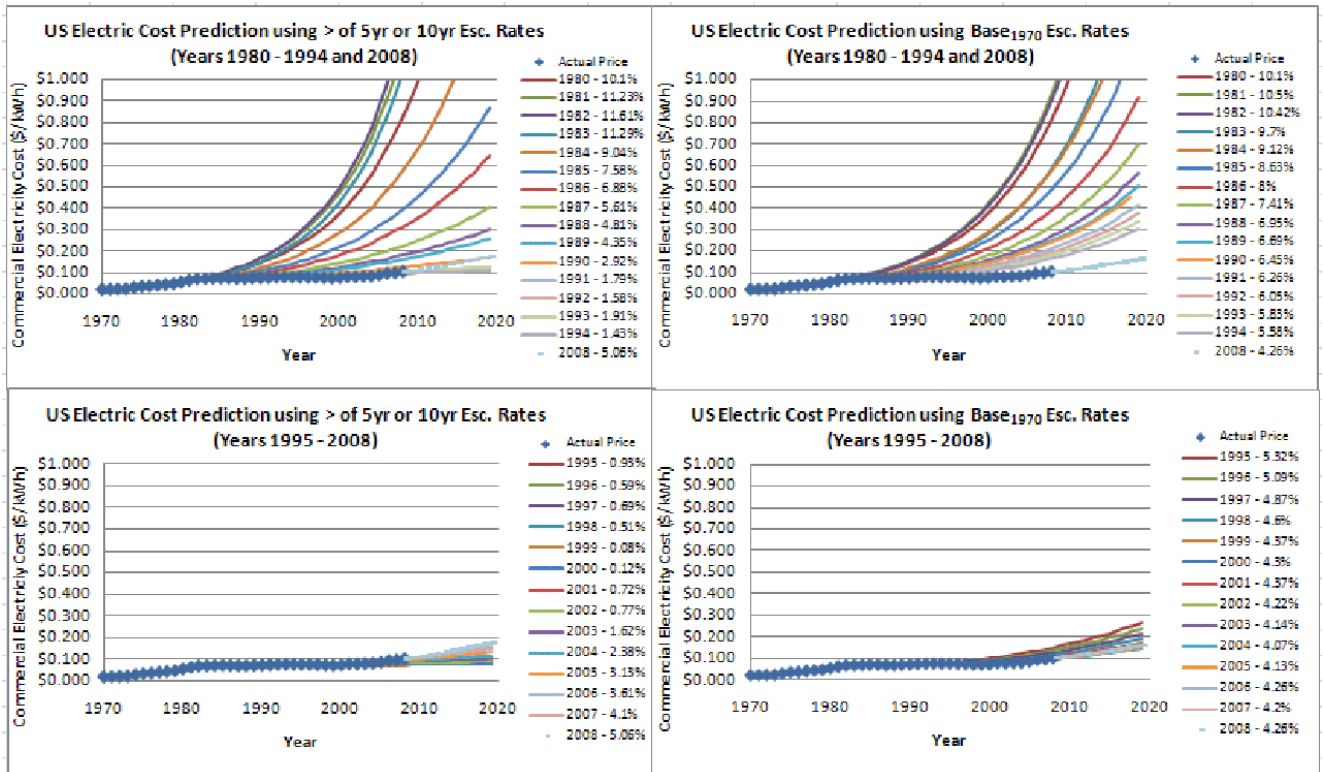 US Electric Cost Prediction using > of 5yr or 10yr Esc. Rates
(Years 1980 - 1994 and 2008)
Commercial Electricity Cost ($/kWh)
$1.000
$0.900
$0.800
$0.700
$0.600
$0.500
$0.400
$0.300
$0.200
$0.100
$0.000
1970 1980 1990 2000 2010 2020
Year
Actual Price
1980 - 10.1%
1981 - 11.23%
1982 - 11.61%
1983 - 11.29%
1984 - 9.04%
1985 - 7.58%
1986 - 6.88%
1987 - 5.61%
1988 - 4.81%
1989 - 4.35%
1990 - 2.92%
1991 - 1.79%
1992 - 1.58%
1993 - 1.91%
1994 - 1.43%
2008 - 5.06%
US Electric Cost Prediction using Base1970 Esc. Rates
(Years 1980 - 1994 and 2008)
Commercial Electricity Cost ($/kWh)
$1.000
$0.900
$0.800
$0.700
$0.600
$0.500
$0.400
$0.300
$0.200
$0.100
$0.000
1970 1980 1990 2000 2010 2020
Year
Actual Price
1980 - 10.1%
1981 - 10.5%
1982 - 10.42%
1983 - 9.7%
1984 - 9.12%
1985 - 8.63%
1986 - 8%
1987 - 7.41%
1988 - 6.95%
1989 - 6.69%
1990 - 6.45%
1991 - 6.26%
1992 - 6.05%
1993 - 5.83%
1994 - 5.58%
2008 - 4.26%
US Electric Cost Prediction using > of 5yr or 10yr Esc. Rates
(Years 1995 - 2008)
Commercial Electricity Cost ($/kWh)
$1.000
$0.900
$0.800
$0.700
$0.600
$0.500
$0.400
$0.300
$0.200
$0.100
$0.000
1970 1980 1990 2000 2010 2020
Year
Actual Price
1995 - 0.93%
1996 - 0.59%
1997 - 0.69%
1998 - 0.51%
1999 - 0.08%
2000 - 0.12%
2001 - 0.72%
2002 - 0.77%
2003 - 1.62%
2004 - 2.38%
2005 - 3.13%
2006 - 3.61%
2007 - 4.1%
2008 - 5.06%
US Electric Cost Prediction using Base1970 Esc. Rates
(Years 1995 - 2008)
Commercial Electricity Cost ($/kWh)
$1.000
$0.900
$0.800
$0.700
$0.600
$0.500
$0.400
$0.300
$0.200
$0.100
$0.000
1970 1980 1990 2000 2010 2020
Year
Actual Price
1995 - 5.32%
1996 - 5.09%
1997 - 4.87%
1998 - 4.6%
1999 - 4.37%
2000 - 4.3%
2001 - 4.37%
2002 - 4.22%
2003 - 4.14%
2004 - 4.07%
2005 - 4.13%
2006 - 4.26%
2007 - 4.2%
2008 - 4.26%